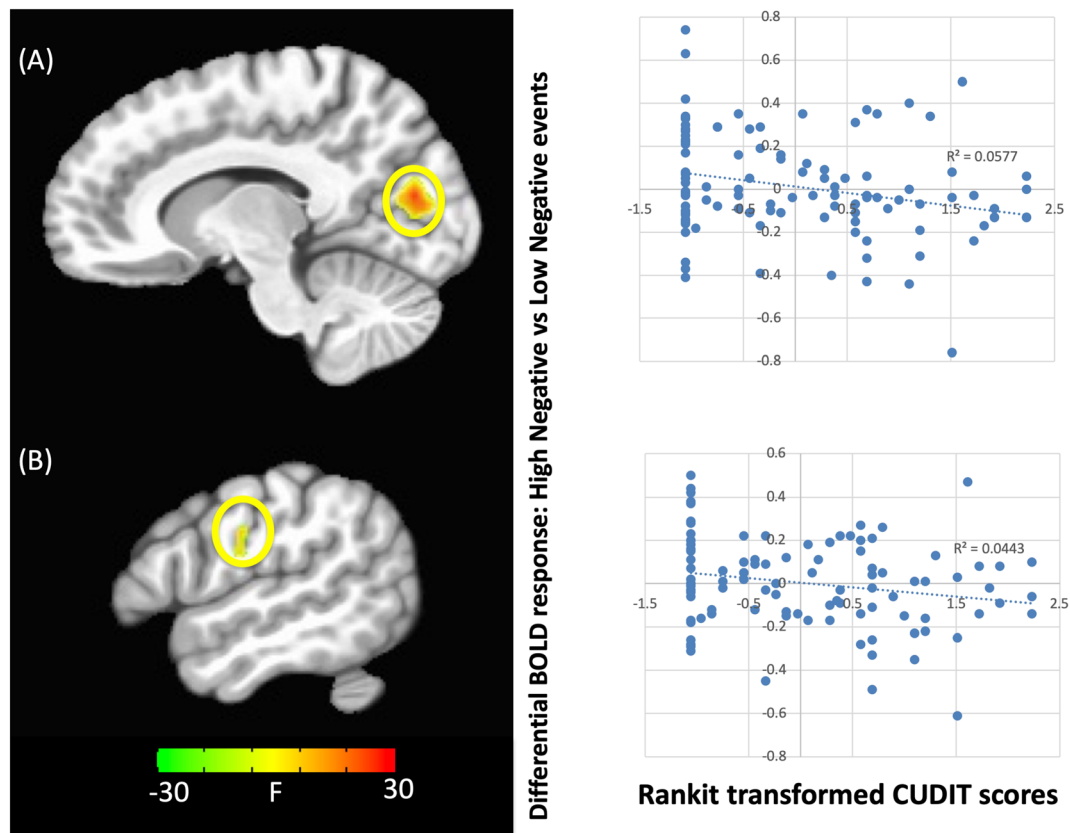 (A)
(B)
-30 F 30
Differential BOLD response: High Negative vs Low Negative events
0.8
0.6
0.4
0.2
0
-0.2
-0.4
-0.6
-0.8
-1.5 -0.5 0.5 1.5 2.5
R² = 0.0577
0.6
0.4
0.2
0
-0.2
-0.4
-0.6
-0.8
-1.5 -0.5 0.5 1.5 2.5
R² = 0.0443
Rankit transformed CUDIT scores